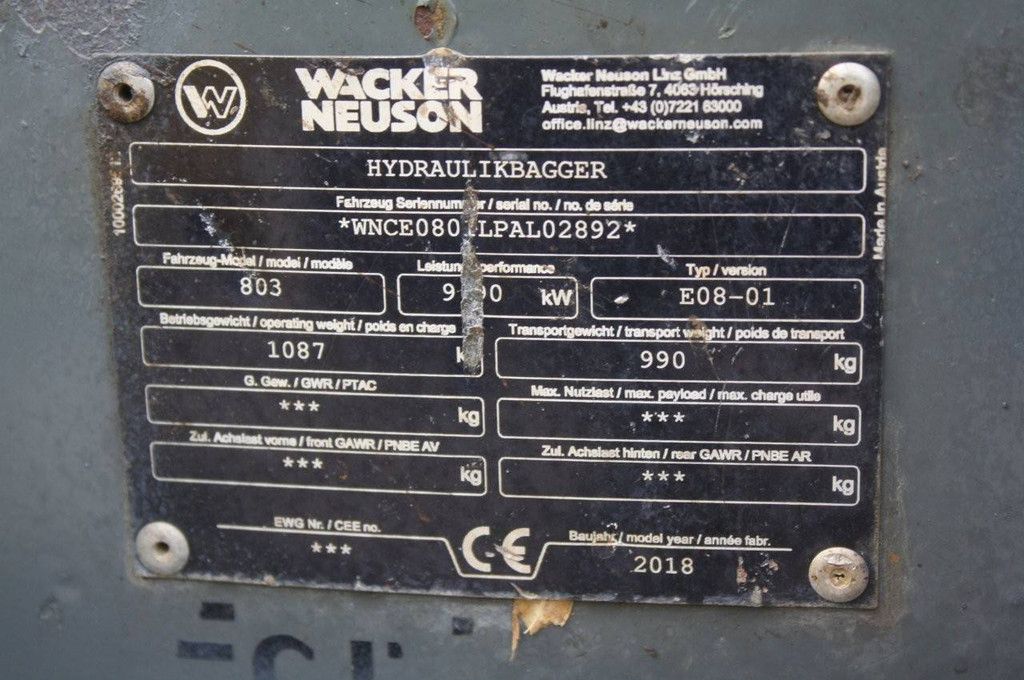 WACKER
NEUSON
Wacker Neuson Linz GmbH
Flughafenstraße 7, 4063 Hörsching
Austria, Tel. +43 (0)7221 63000
office.linz@wackerneuson.com
HYDRAULIKBAGGER
Fahrzeug Seriennummer / serial no. / no. de série
Fahrzeug-Model / model / modèle
803
Leistung / performance
kW
Typ / version
E08-01
Betriebsgewicht / operating weight / poids en charge
1087
Transportgewicht / transport weight / poids de transport
990 kg
G. Gew. / GWR / PTAC
*** kg
Max. Nutzlast / max. payload / max. charge utile
*** kg
Zul. Achslast vorne / front GAWR / PNBE AV
*** kg
Zul. Achslast hinten / rear GAWR / PNBE AR
*** kg
EWG Nr. / CEE no.
***
CE
Baujahr / model year / année fabr.
2018
Made in Austria